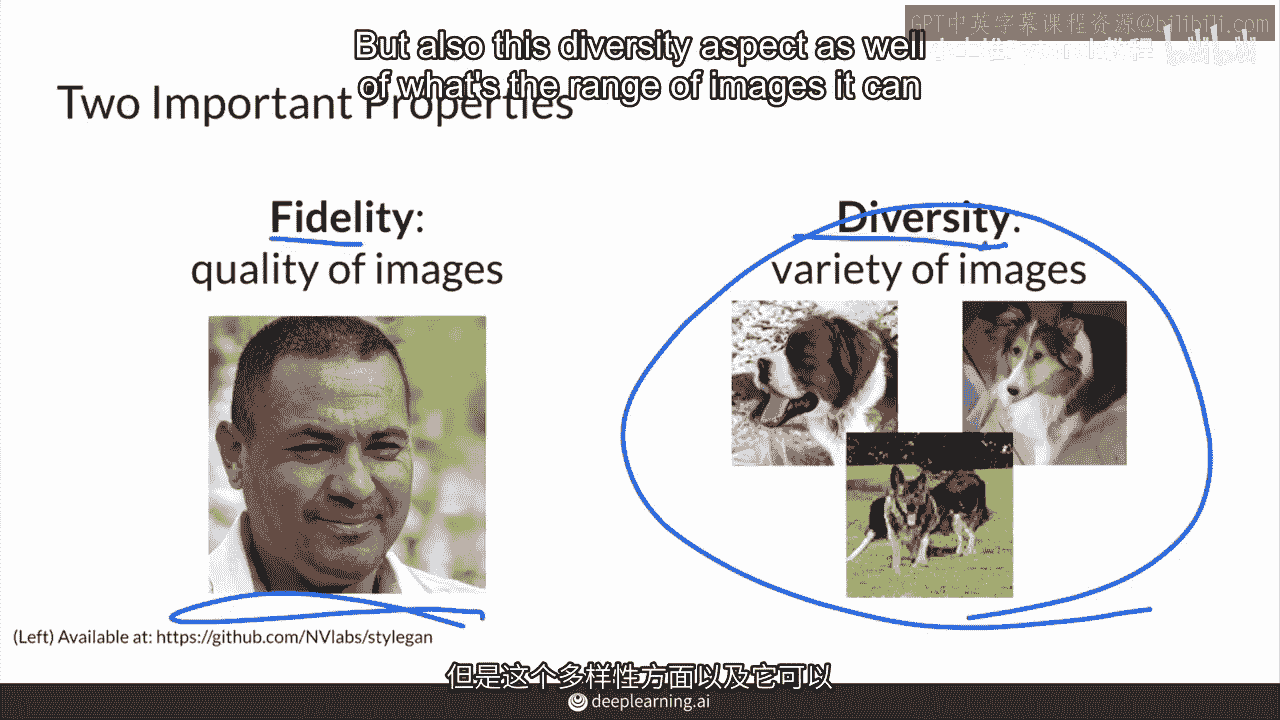 GPT中英字幕课程资源@bilibili.com
But also this diversity aspect as well
of what's the range of images it can
Two Important Properties
Fidelity:
quality of images
Diversity:
variety of images
(Left) Available at: https://github.com/NVlabs/stylegan
但是这个多样性方面以及它可以
deeplearning.ai